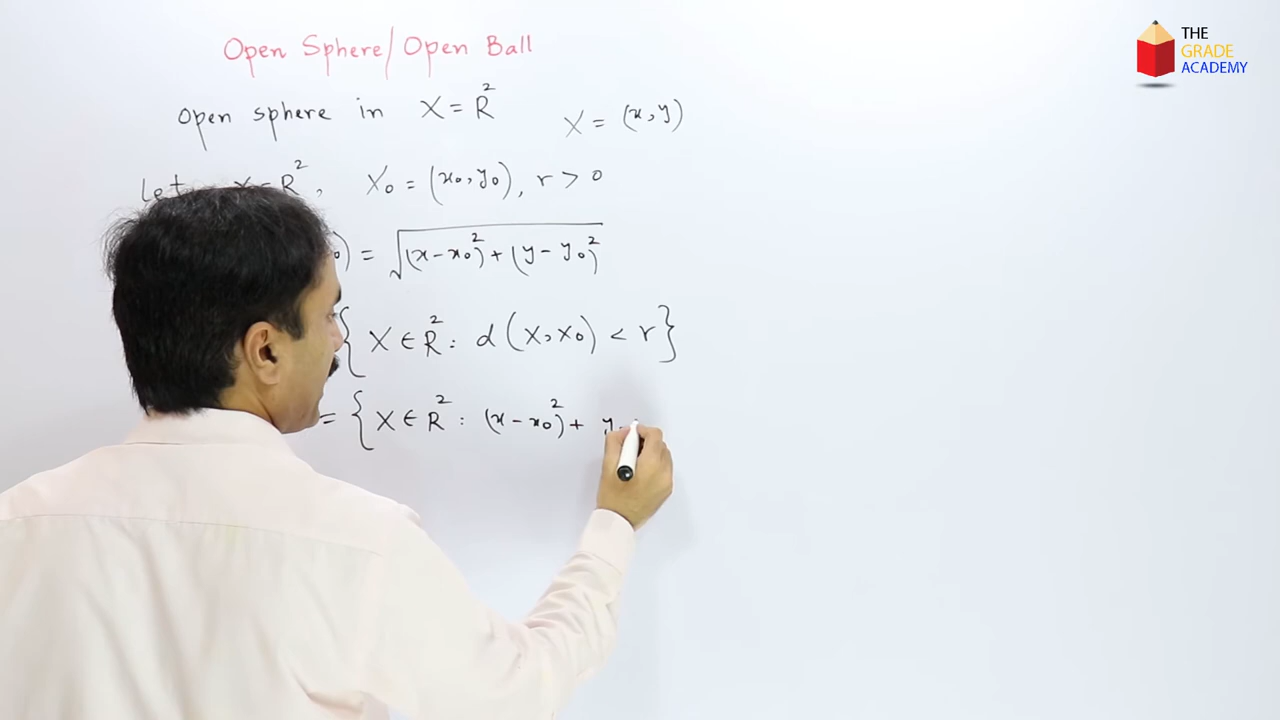 Open Sphere/Open Ball
THE
GRADE
ACADEMY
Open sphere in X = R²
X = (x, y)
Let X = R², X₀ = (x₀, y₀), r > 0
₀) = √(x-x₀)² + (y-y₀)²
{ X ∈ R² : d(X, X₀) < r }
= { X ∈ R² : (x-x₀)² + y-